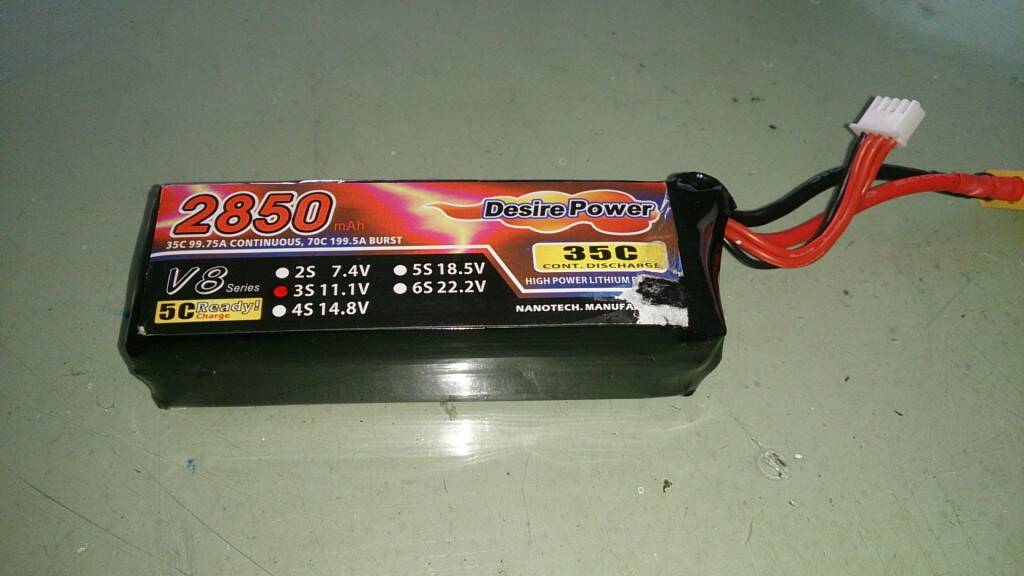 2850 mAh
35C 99.75A CONTINUOUS, 70C 199.5A BURST
Desire Power
35C
CONT. DISCHARGE
HIGH POWER LITHIUM
NANOTECH. MANUFA
V8 Series
5C Ready!
Charge
2S 7.4V
3S 11.1V
4S 14.8V
5S 18.5V
6S 22.2V